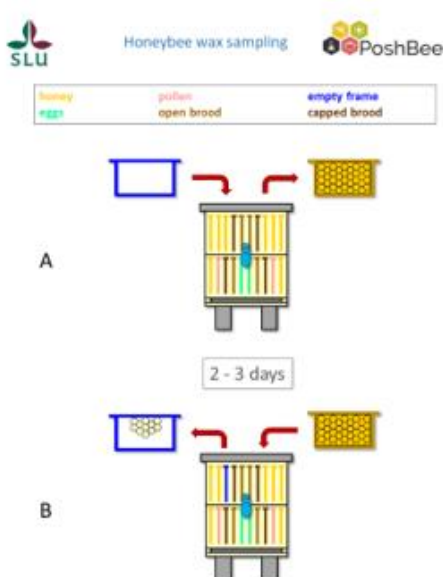 SLU
Honeybee wax sampling
PoshBee
honey pollen empty frame
eggs open brood capped brood
A
2 - 3 days
B